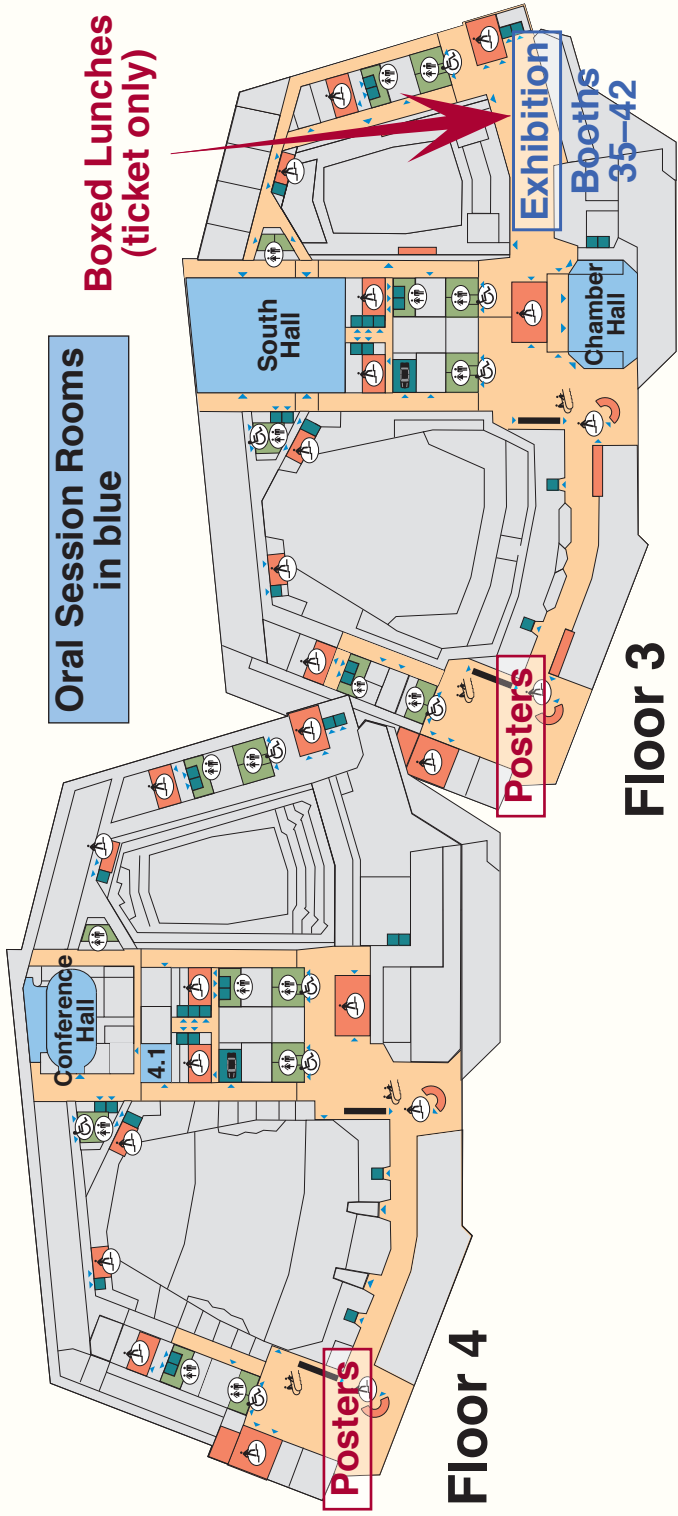 Oral Session Rooms
in blue
Boxed Lunches
(ticket only)
Conference
Hall
4.1
Posters
Floor 4
South
Hall
Chamber
Hall
Exhibition
Booths
35–42
Posters
Floor 3